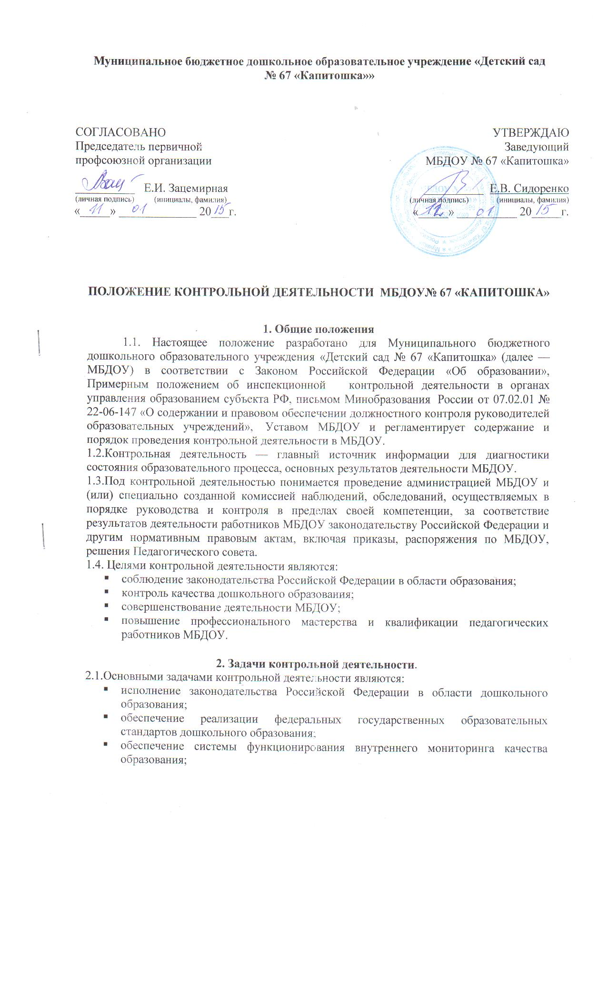 Муниципальное бюджетное дошкольное образовательное учреждение «Детский сад
№ 67 «Капитошка»»
СОГЛАСОВАНО
Председатель первичной
профсоюзной организации
Е.И. Зацемирная
(личная подпись) (инициалы, фамилия)
« 11 » 01 2015г.
УТВЕРЖДАЮ
Заведующий
МБДОУ № 67 «Капитошка»
Е.В. Сидоренко
(личная подпись) (инициалы, фамилия)
« 12 » 01 2015г.
ПОЛОЖЕНИЕ КОНТРОЛЬНОЙ ДЕЯТЕЛЬНОСТИ МБДОУ№ 67 «КАПИТОШКА»
1. Общие положения
1.1. Настоящее положение разработано для Муниципального бюджетного
дошкольного образовательного учреждения «Детский сад № 67 «Капитошка» (далее —
МБДОУ) в соответствии с Законом Российской Федерации «Об образовании»,
Примерным положением об инспекционной контрольной деятельности в органах
управления образованием субъекта РФ, письмом Минобразования России от 07.02.01 №
22-06-147 «О содержании и правовом обеспечении должностного контроля руководителей
образовательных учреждений», Уставом МБДОУ и регламентирует содержание и
порядок проведения контрольной деятельности в МБДОУ.
1.2.Контрольная деятельность — главный источник информации для диагностики
состояния образовательного процесса, основных результатов деятельности МБДОУ.
1.3.Под контрольной деятельностью понимается проведение администрацией МБДОУ и
(или) специально созданной комиссией наблюдений, обследований, осуществляемых в
порядке руководства и контроля в пределах своей компетенции, за соответствие
результатов деятельности работников МБДОУ законодательству Российской Федерации и
другим нормативным правовым актам, включая приказы, распоряжения по МБДОУ,
решения Педагогического совета.
1.4. Целями контрольной деятельности являются:
▪ соблюдение законодательства Российской Федерации в области образования;
▪ контроль качества дошкольного образования;
▪ совершенствование деятельности МБДОУ;
▪ повышение профессионального мастерства и квалификации педагогических
работников МБДОУ.
2. Задачи контрольной деятельности.
2.1.Основными задачами контрольной деятельности являются:
▪ исполнение законодательства Российской Федерации в области дошкольного
образования;
▪ обеспечение реализации федеральных государственных образовательных
стандартов дошкольного образования;
▪ обеспечение системы функционирования внутреннего мониторинга качества
образования;